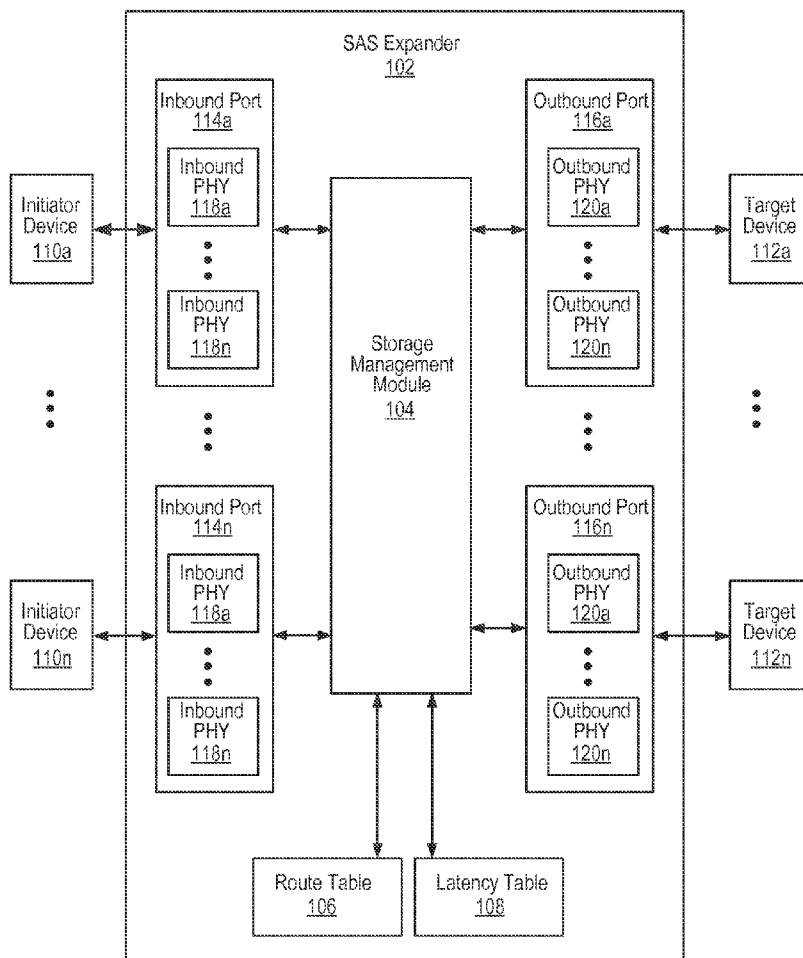 SAS Expander
102
Inbound Port
114a
Inbound
PHY
118a
Inbound
PHY
118n
Outbound Port
116a
Outbound
PHY
120a
Outbound
PHY
120n
Initiator
Device
110a
Target
Device
112a
Storage
Management
Module
104
Inbound Port
114n
Inbound
PHY
118a
Inbound
PHY
118n
Outbound Port
116n
Outbound
PHY
120a
Outbound
PHY
120n
Initiator
Device
110n
Target
Device
112n
Route Table
106
Latency Table
108